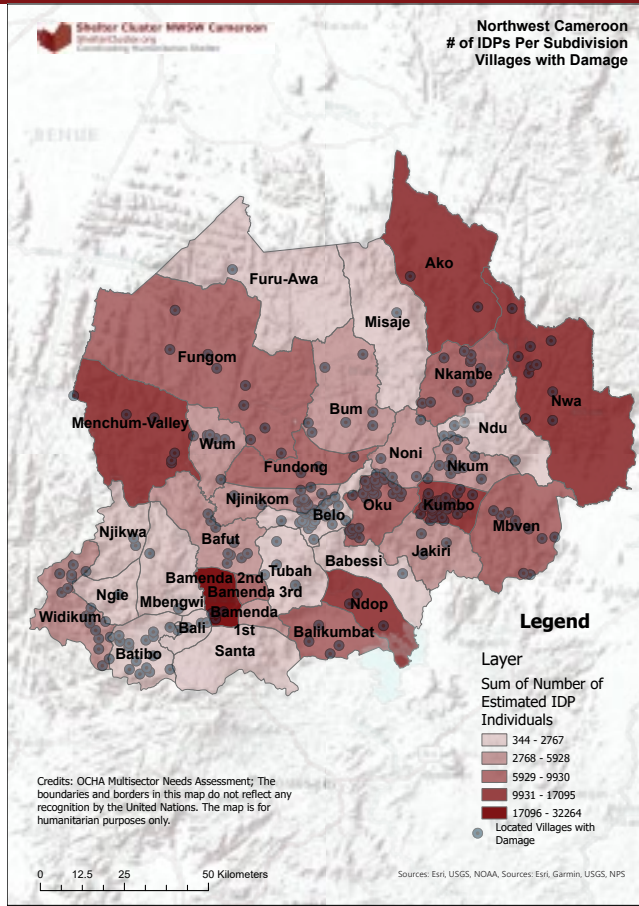 Shelter Cluster NWSW Cameroon
ShelterCluster.org
Coordinating Humanitarian Shelter
Northwest Cameroon
# of IDPs Per Subdivision
Villages with Damage
BENUE
Ako
Furu-Awa
Misaje
Fungom
Nkambe
Nwa
Bum
Menchum-Valley
Ndu
Wum
Noni
Fundong
Nkum
Njinikom
Oku
Kumbo
Belo
Mbven
Njikwa
Bafut
Jakiri
Babessi
Tubah
Bamenda 2nd
Bamenda 3rd
Ngie
Mbengwi
Ndop
Widikum
Bamenda
1st
Bali
Balikumbat
Batibo
Santa
Legend
Layer
Sum of Number of
Estimated IDP
Individuals
344 - 2767
2768 - 5928
5929 - 9930
9931 - 17095
17096 - 32264
Located Villages with
Damage
Credits: OCHA Multisector Needs Assessment; The
boundaries and borders in this map do not reflect any
recognition by the United Nations. The map is for
humanitarian purposes only.
0 12.5 25 50 Kilometers
Sources: Esri, USGS, NOAA, Sources: Esri, Garmin, USGS, NPS